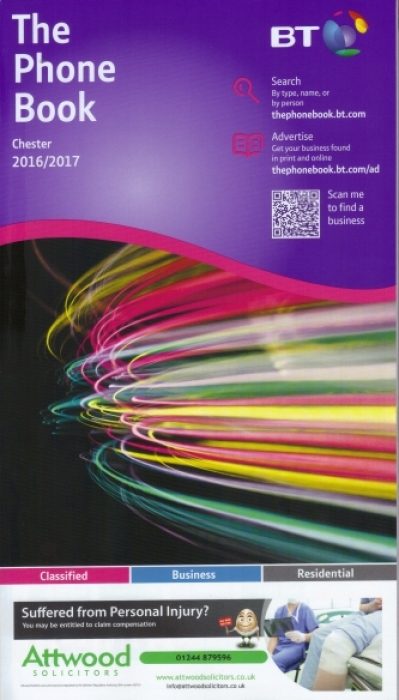 The
Phone
Book
Chester
2016/2017
BT
Search
By type, name, or
by person
thephonebook.bt.com
Advertise
Get your business found
in print and online
thephonebook.bt.com/ad
Scan me
to find a
business
Classified
Business
Residential
Suffered from Personal Injury?
You may be entitled to claim compensation
Attwood
SOLICITORS
01244 879596
www.attwoodsolicitors.co.uk
info@attwoodsolicitors.co.uk